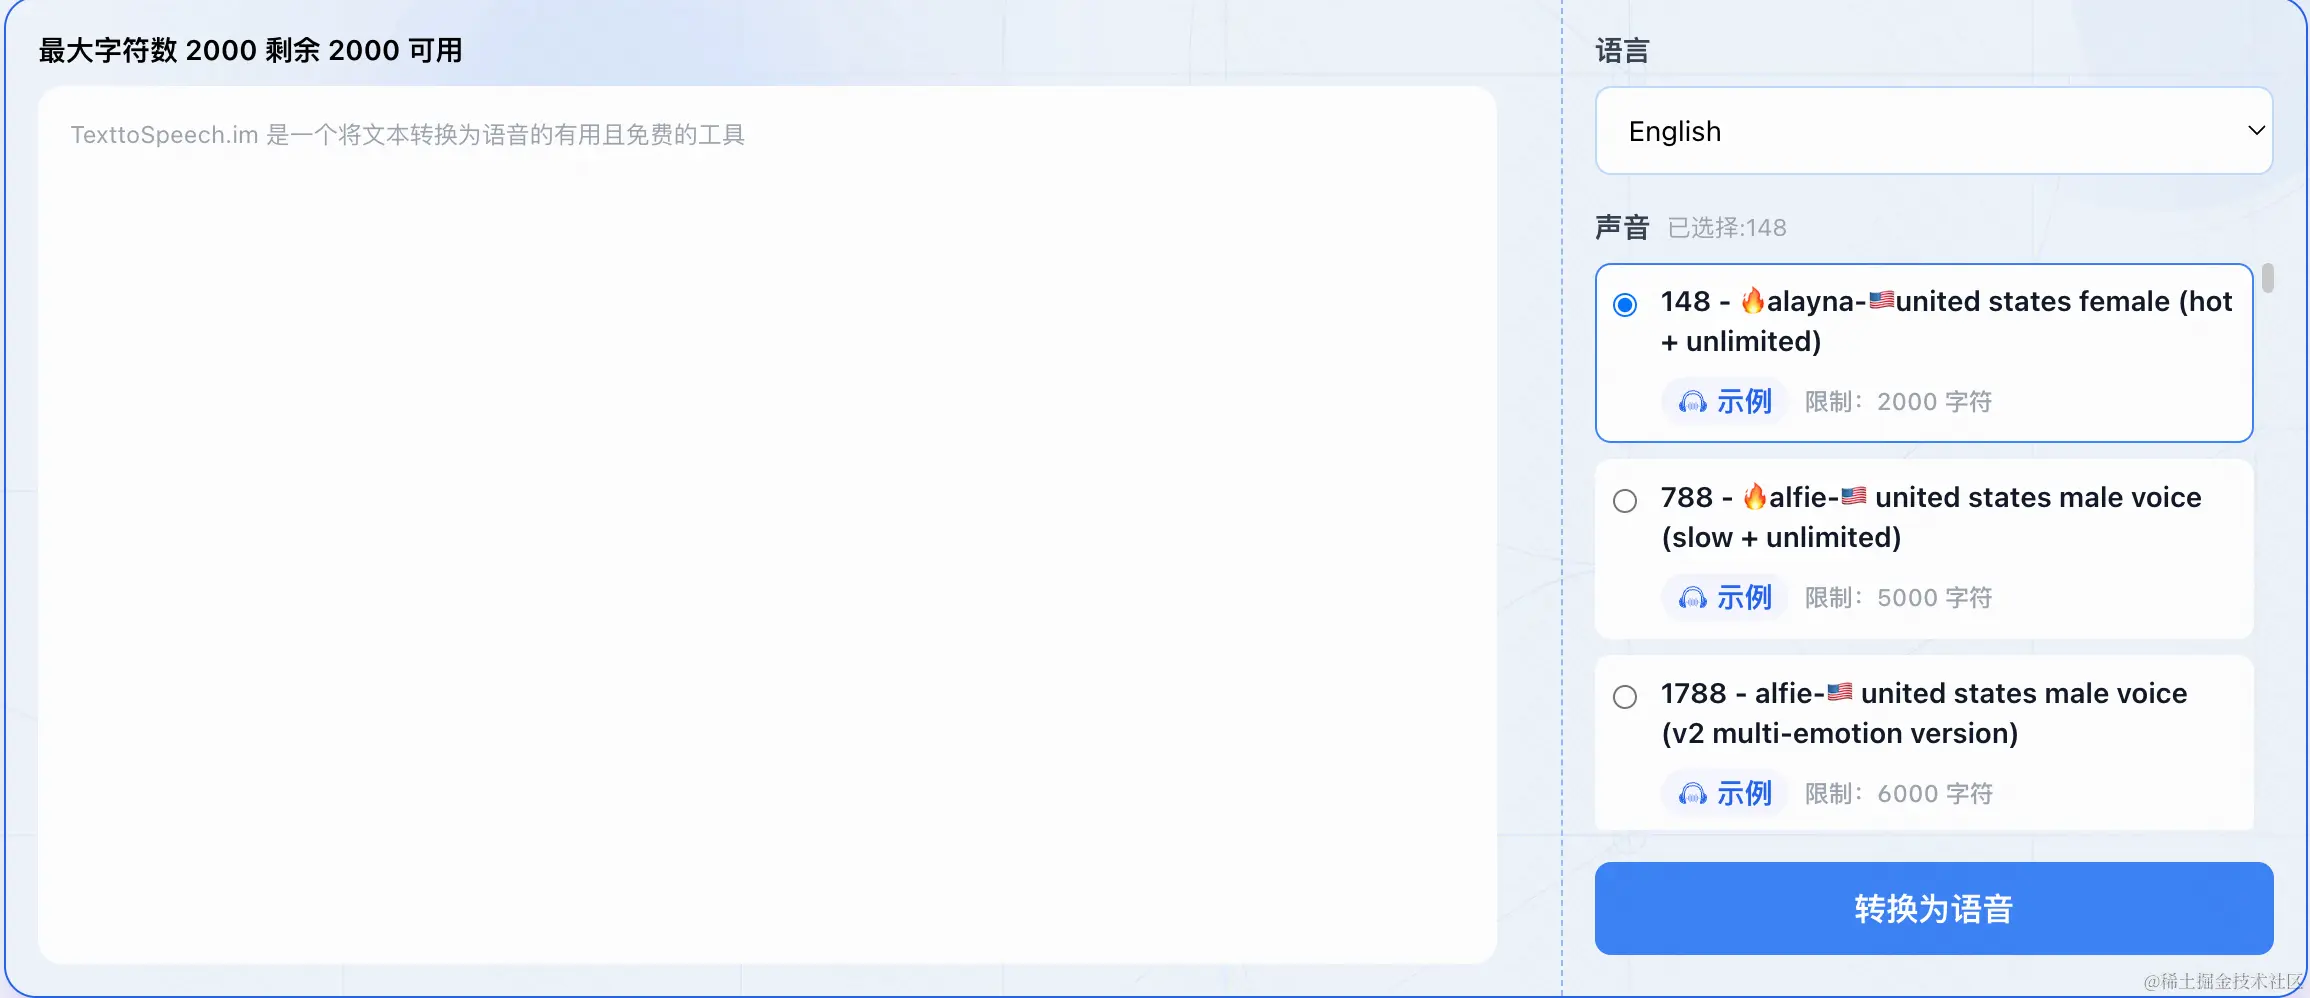 最大字符数 2000 剩余 2000 可用
TexttoSpeech.im 是一个将文本转换为语音的有用且免费的工具
语言
English
声音 已选择:148
148 - 🔥alayna-🇺🇸united states female (hot
+ unlimited)
示例 限制：2000 字符
788 - 🔥alfie-🇺🇸 united states male voice
(slow + unlimited)
示例 限制：5000 字符
1788 - alfie-🇺🇸 united states male voice
(v2 multi-emotion version)
示例 限制：6000 字符
转换为语音
@稀土掘金技术社区